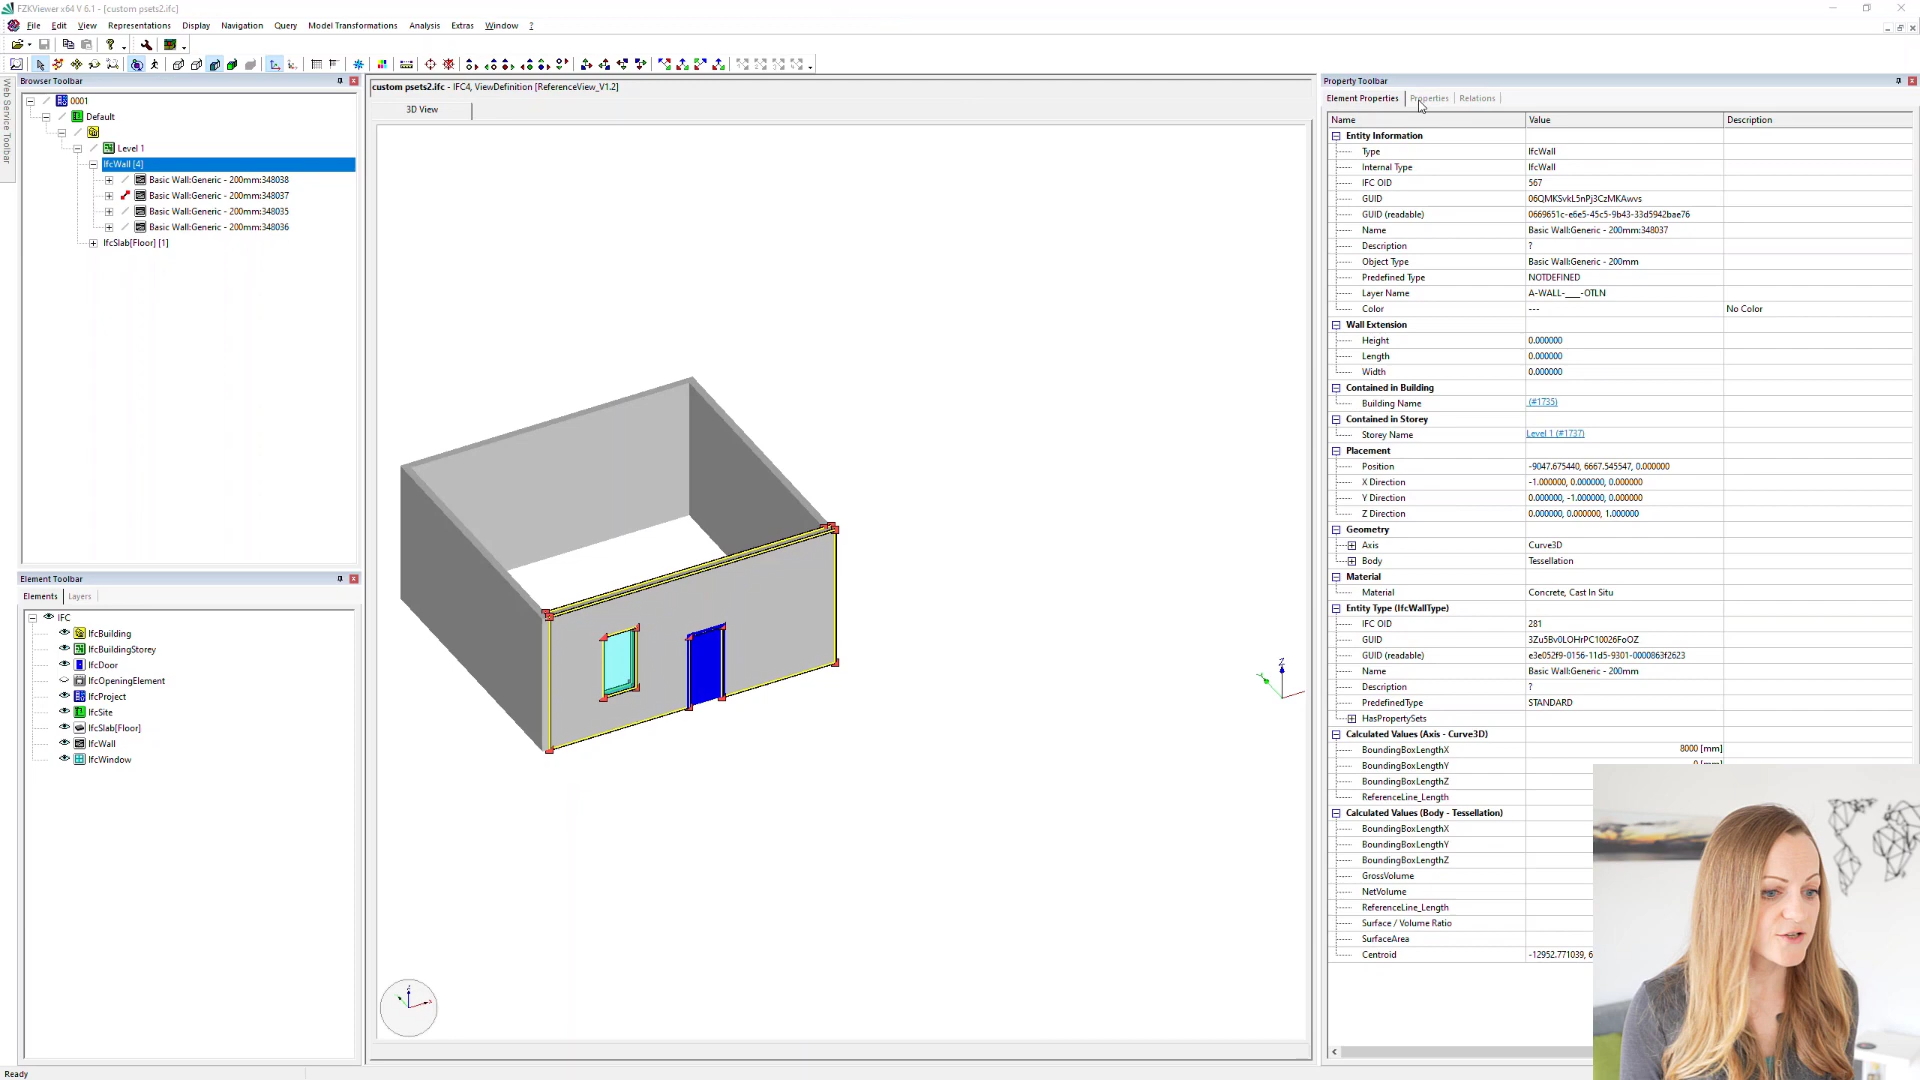 FZKViewer x64 V 6.1 - [custom psets2.ifc]
File Edit View Representations Display Navigation Query Model Transformations Analysis Extras Window ?
Web Service Toolbar
Browser Toolbar
0001
Default
Level 1
IfcWall [4]
Basic Wall:Generic - 200mm:348038
Basic Wall:Generic - 200mm:348037
Basic Wall:Generic - 200mm:348035
Basic Wall:Generic - 200mm:348036
IfcSlab[Floor] [1]
Element Toolbar
Elements Layers
IFC
IfcBuilding
IfcBuildingStorey
IfcDoor
IfcOpeningElement
IfcProject
IfcSite
IfcSlab[Floor]
IfcWall
IfcWindow
Ready
custom psets2.ifc - IFC4, ViewDefinition [ReferenceView_V1.2]
3D View
Z
Property Toolbar
Element Properties Properties Relations
Name Value Description
Entity Information
Type IfcWall
Internal Type IfcWall
IFC OID 567
GUID 06QMKSvkL5nPj3CzMKAwvs
GUID (readable) 0669651c-e6e5-45c5-9b43-33d5942bae76
Name Basic Wall:Generic - 200mm:348037
Description ?
Object Type Basic Wall:Generic - 200mm
Predefined Type NOTDEFINED
Layer Name A-WALL-____-OTLN
Color --- No Color
Wall Extension
Height 0.000000
Length 0.000000
Width 0.000000
Contained in Building
Building Name (#1735)
Contained in Storey
Storey Name Level 1 (#1737)
Placement
Position -9047.675440, 6667.545547, 0.000000
X Direction -1.000000, 0.000000, 0.000000
Y Direction 0.000000, -1.000000, 0.000000
Z Direction 0.000000, 0.000000, 1.000000
Geometry
Axis Curve3D
Body Tessellation
Material
Material Concrete, Cast In Situ
Entity Type (IfcWallType)
IFC OID 281
GUID 3Zu5Bv0LOHrPC10026FoOZ
GUID (readable) e3e052f9-0156-11d5-9301-0000863f2623
Name Basic Wall:Generic - 200mm
Description ?
PredefinedType STANDARD
HasPropertySets
Calculated Values (Axis - Curve3D)
BoundingBoxLengthX 8000 [mm]
BoundingBoxLengthY 0 [mm]
BoundingBoxLengthZ
ReferenceLine_Length
Calculated Values (Body - Tessellation)
BoundingBoxLengthX
BoundingBoxLengthY
BoundingBoxLengthZ
GrossVolume
NetVolume
ReferenceLine_Length
Surface / Volume Ratio
SurfaceArea
Centroid -12952.771039, 6